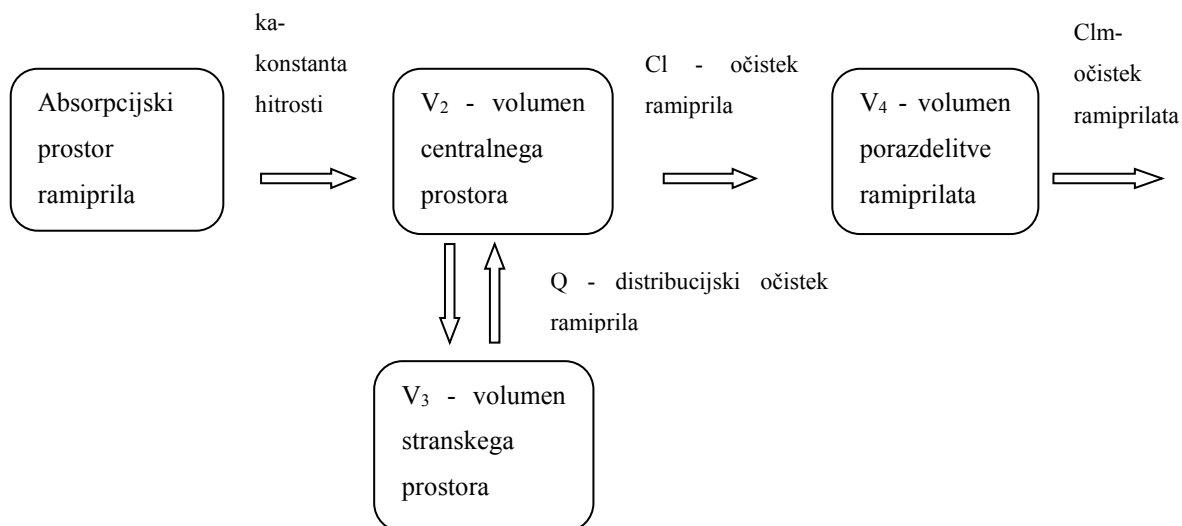 ka-
konstanta
hitrosti
Clm-
očistek
ramiprilata
Cl - očistek
ramiprila
Absorpcijski
prostor
ramiprila
V₂ - volumen
centralnega
prostora
V₄ - volumen
porazdelitve
ramiprilata
Q - distribucijski očistek
ramiprila
V₃ - volumen
stranskega
prostora